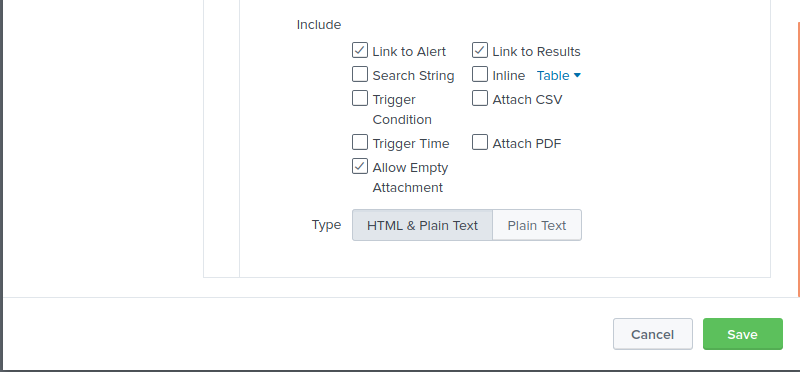 Include
Link to Alert Link to Results
Search String Inline Table
Trigger Attach CSV
Condition
Trigger Time Attach PDF
Allow Empty
Attachment
Type HTML & Plain Text Plain Text
Cancel Save